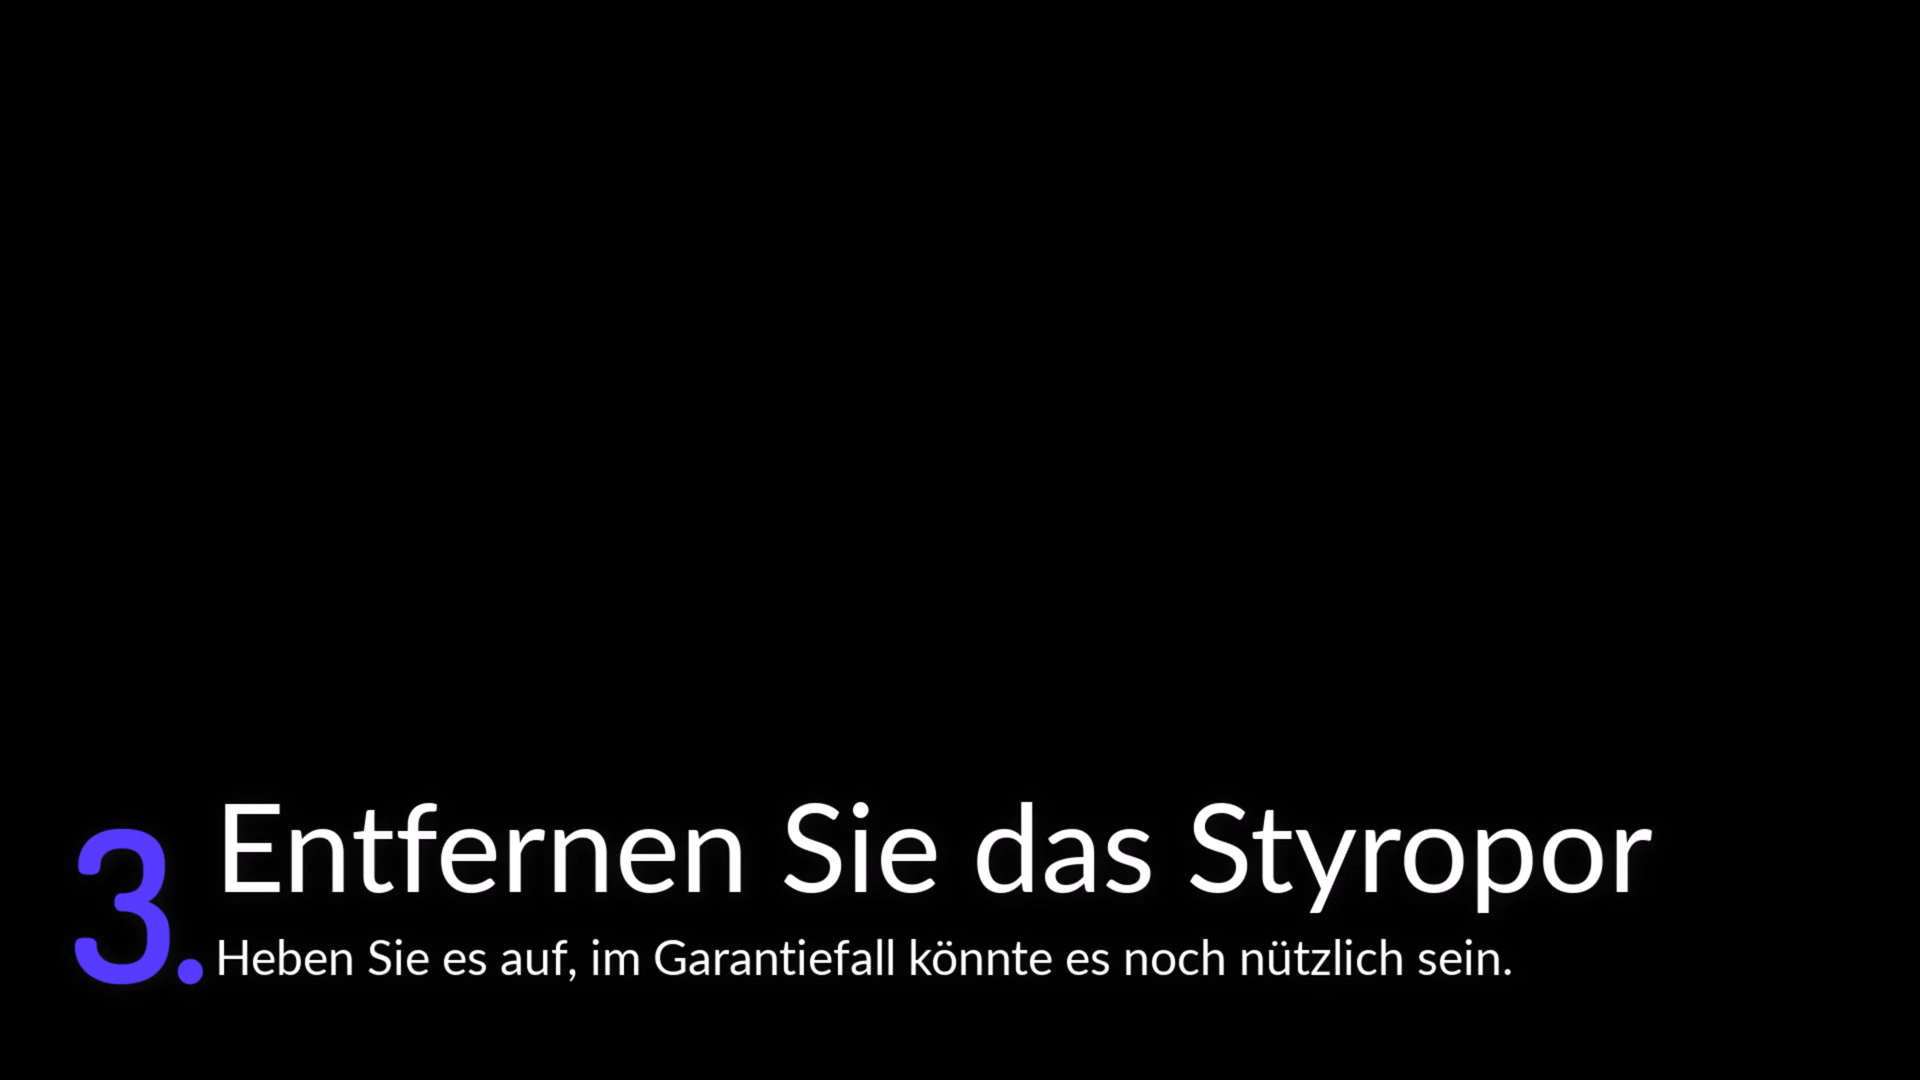 3. Entfernen Sie das Styropor
Heben Sie es auf, im Garantiefall könnte es noch nützlich sein.